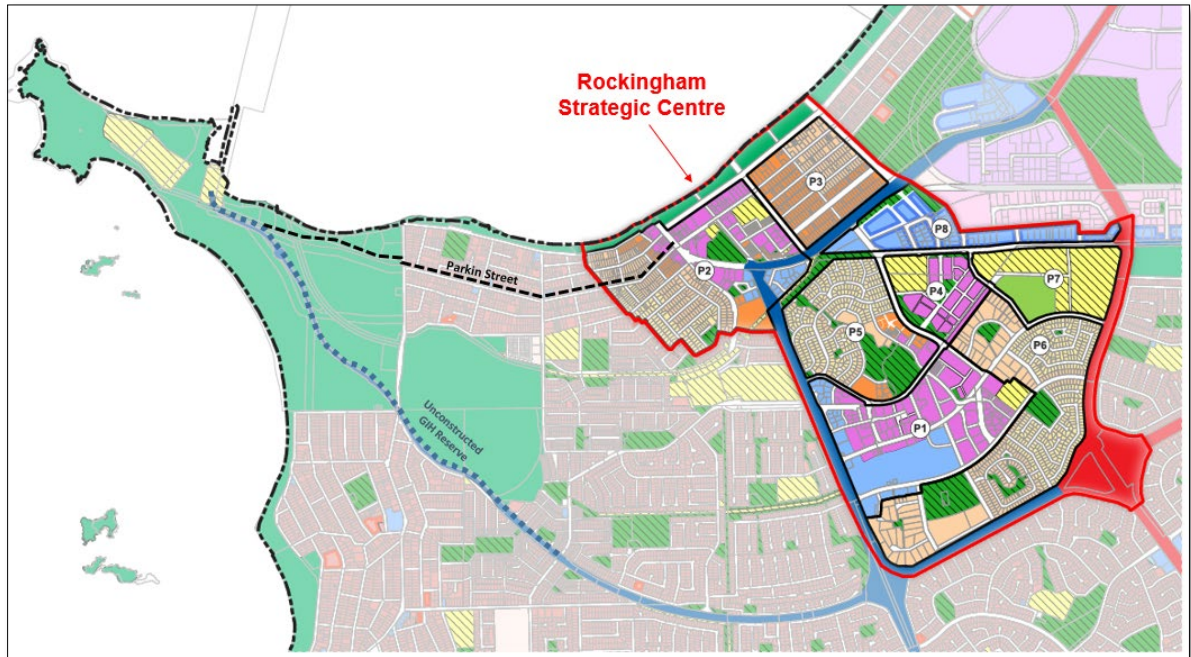 Rockingham
Strategic Centre
P3
P8
Parkin Street
P2
P7
P4
P5
P6
Unconstructed
GiH Reserve
P1